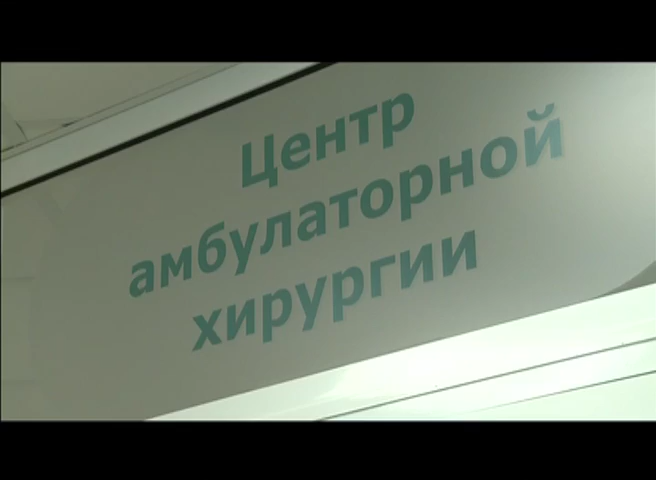 Центр
амбулаторной
хирургии